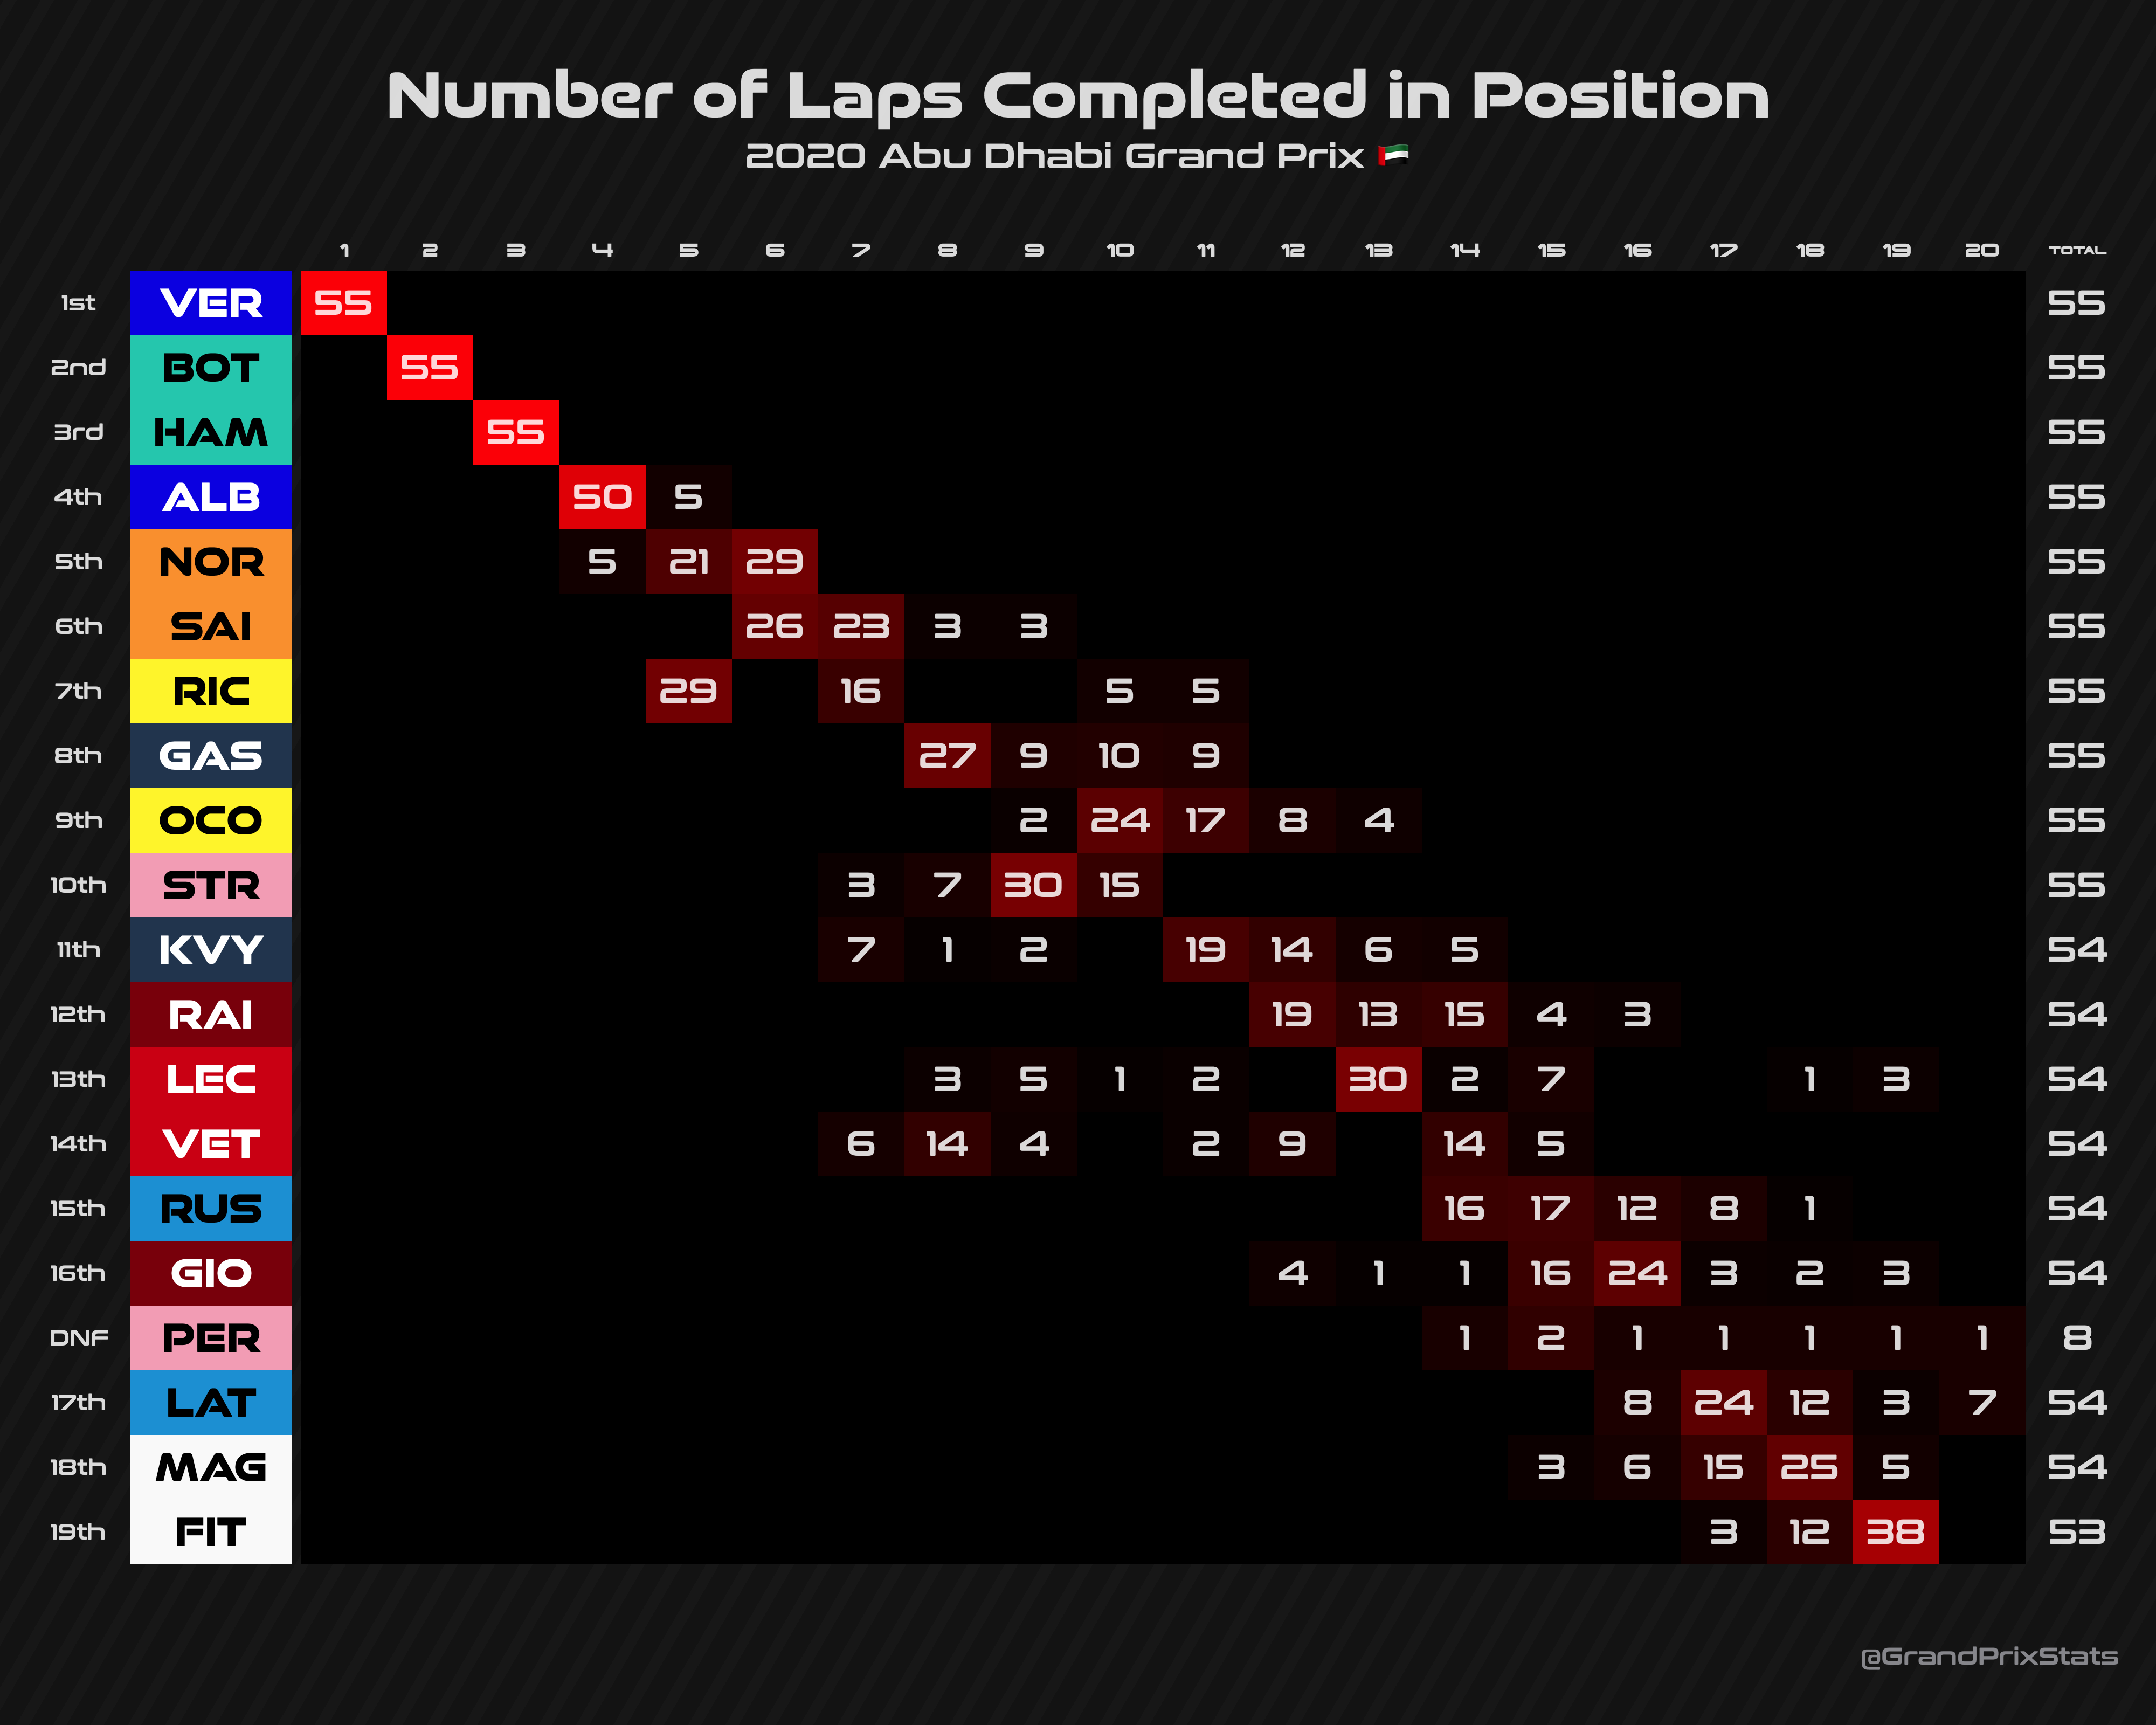 Number of Laps Completed in Position
2020 Abu Dhabi Grand Prix
1 2 3 4 5 6 7 8 9 10 11 12 13 14 15 16 17 18 19 20 TOTAL
1st VER 55 55
2nd BOT 55 55
3rd HAM 55 55
4th ALB 50 5 55
5th NOR 5 21 29 55
6th SAI 26 23 3 3 55
7th RIC 29 16 5 5 55
8th GAS 27 9 10 9 55
9th OCO 2 24 17 8 4 55
10th STR 3 7 30 15 55
11th KVY 7 1 2 19 14 6 5 54
12th RAI 19 13 15 4 3 54
13th LEC 3 5 1 2 30 2 7 1 3 54
14th VET 6 14 4 2 9 14 5 54
15th RUS 16 17 12 8 1 54
16th GIO 4 1 1 16 24 3 2 3 54
DNF PER 1 2 1 1 1 1 1 8
17th LAT 8 24 12 3 7 54
18th MAG 3 6 15 25 5 54
19th FIT 3 12 38 53
@GrandPrixStats